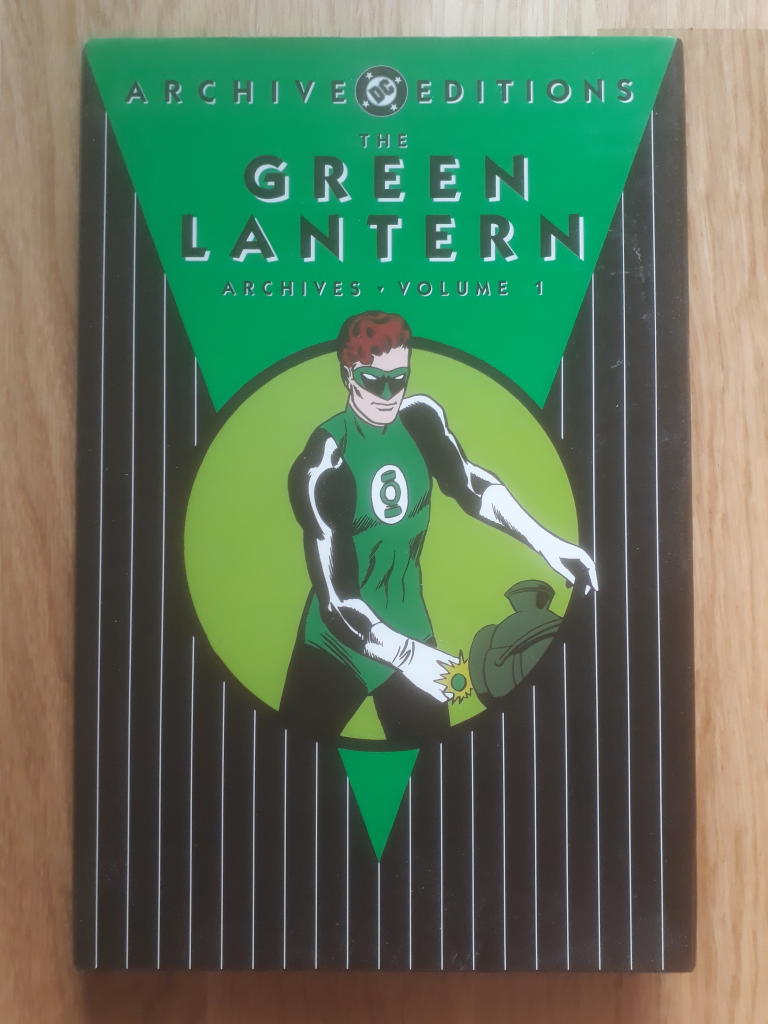 ARCHIVE DC EDITIONS
THE
GREEN
LANTERN
ARCHIVES • VOLUME 1